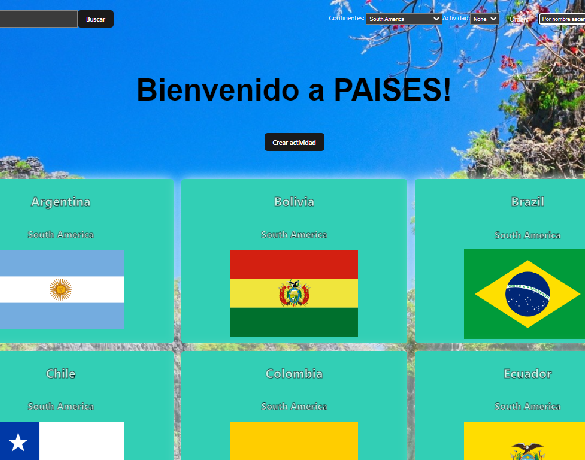 Buscar
Continentes: South America Actividad: None Orden: Por nombre
Bienvenido a PAISES!
Crear actividad
Argentina
South America
Bolivia
South America
Brazil
South America
Chile
South America
Colombia
South America
Ecuador
South America